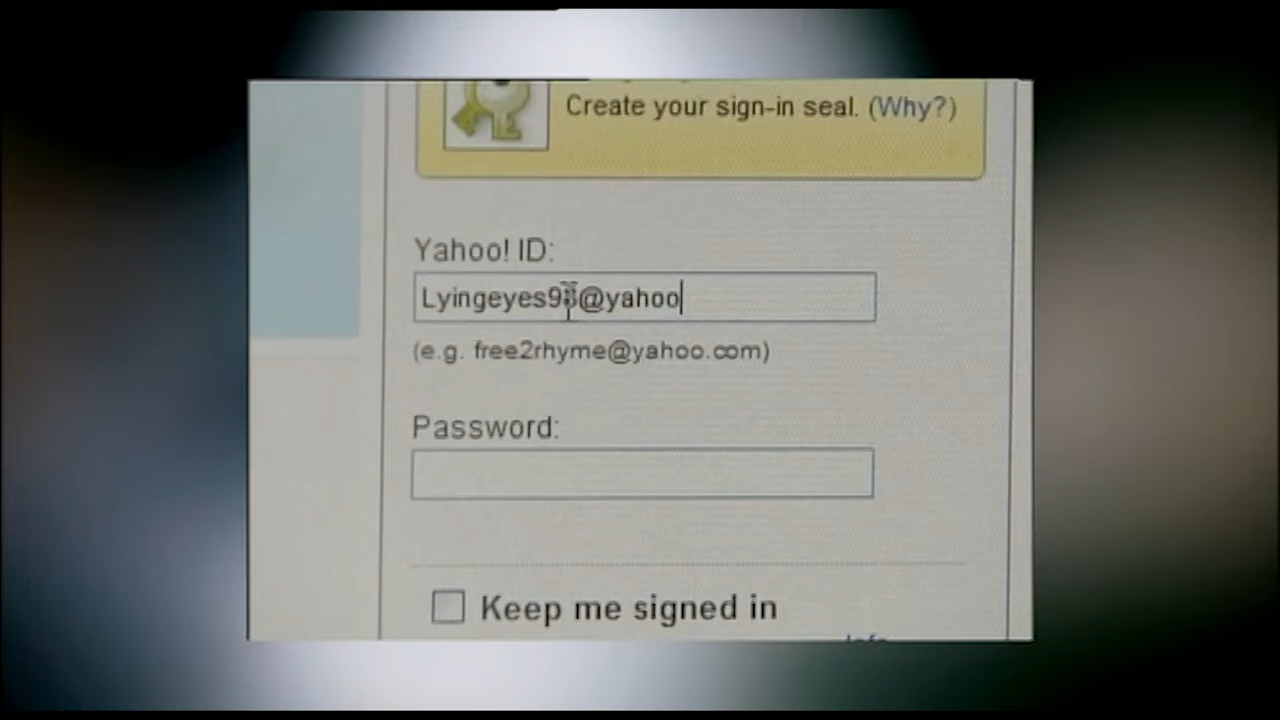 Create your sign-in seal. (Why?)
Yahoo! ID:
Lyingeyes98@yahoo
(e.g. free2rhyme@yahoo.com)
Password:
Keep me signed in